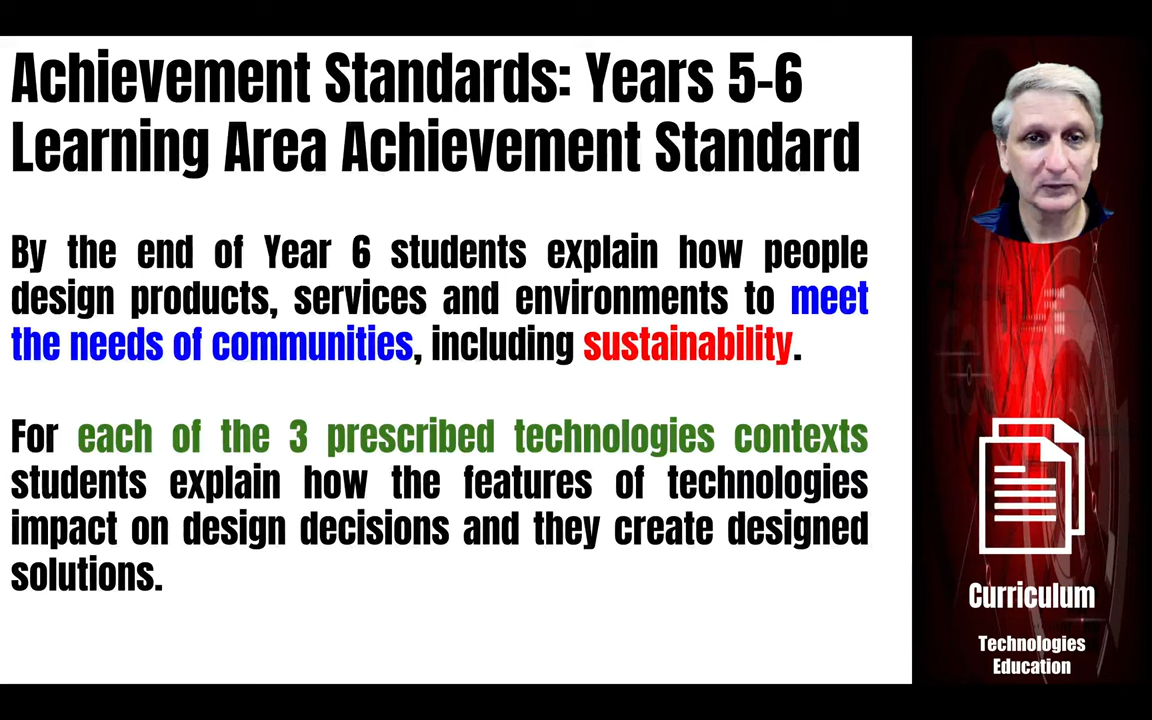 Achievement Standards: Years 5-6
Learning Area Achievement Standard
By the end of Year 6 students explain how people
design products, services and environments to meet
the needs of communities, including sustainability.
For each of the 3 prescribed technologies contexts
students explain how the features of technologies
impact on design decisions and they create designed
solutions.
Curriculum
Technologies
Education